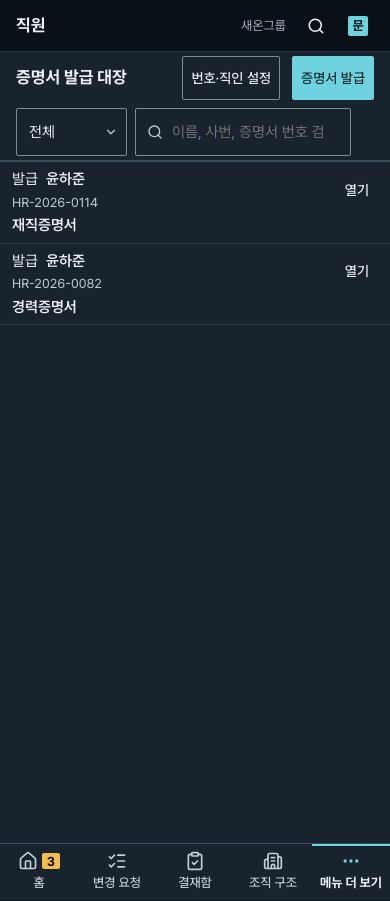 직원
새온그룹
문
증명서 발급 대장
번호·직인 설정
증명서 발급
전체
이름, 사번, 증명서 번호 검
발급 윤하준
열기
HR-2026-0114
재직증명서
발급 윤하준
열기
HR-2026-0082
경력증명서
3
홈
변경 요청
결재함
조직 구조
메뉴 더 보기